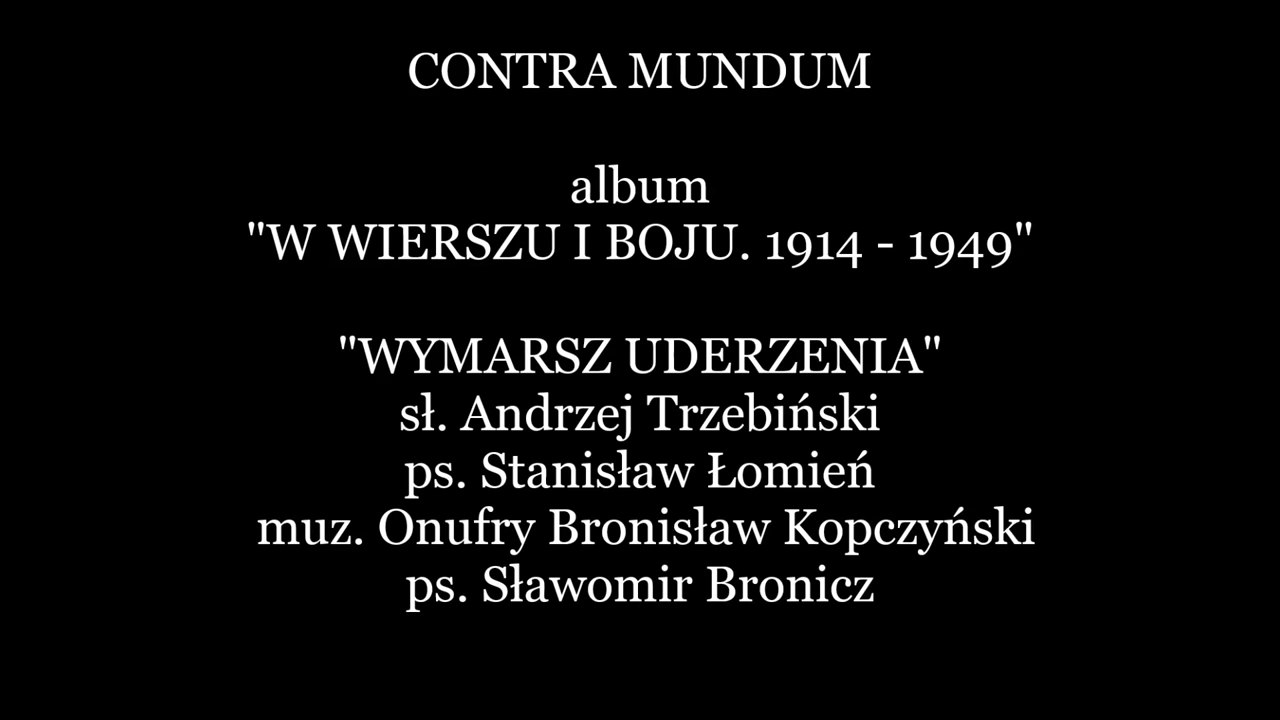 CONTRA MUNDUM
album
"W WIERSZU I BOJU. 1914 - 1949"
"WYMARSZ UDERZENIA"
sł. Andrzej Trzebiński
ps. Stanisław Łomień
muz. Onufry Bronisław Kopczyński
ps. Sławomir Bronicz